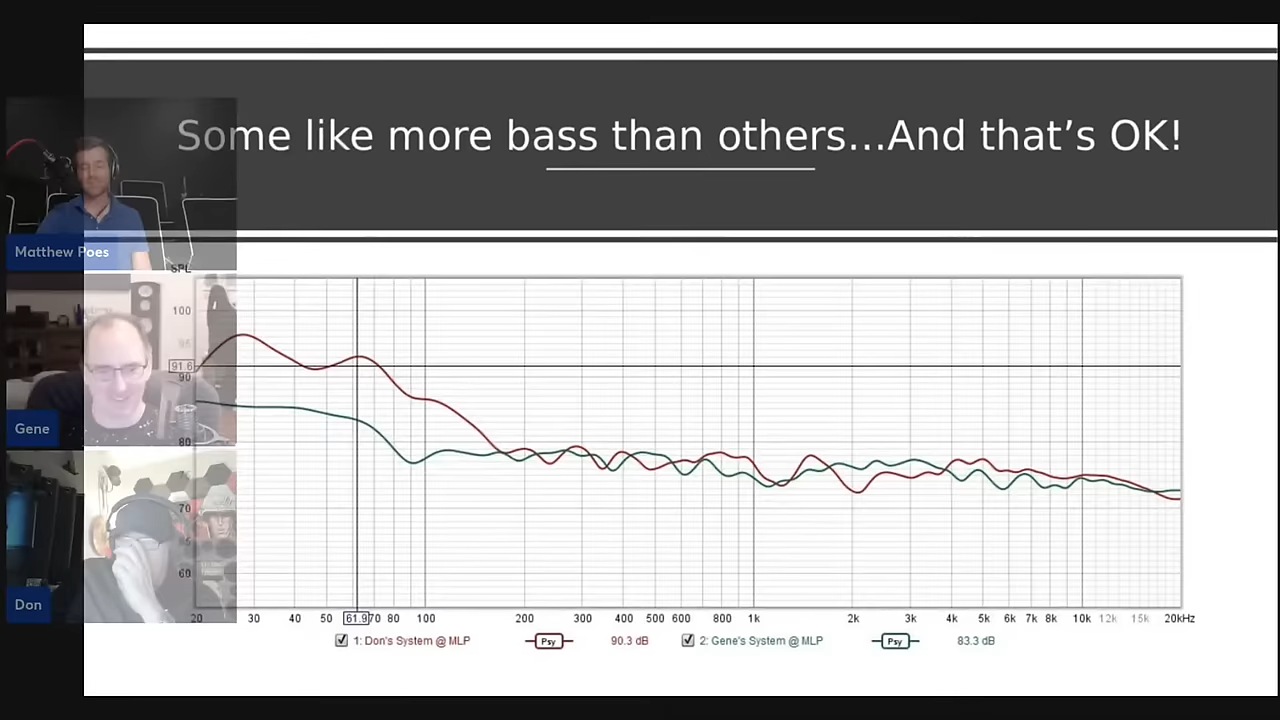 Some like more bass than others...And that's OK!
Matthew Poes
SPL
100
91.6
90
80
Gene
70
60
Don
20 30 40 50 61.9 70 80 100 200 300 400 500 600 800 1k 2k 3k 4k 5k 6k 7k 8k 10k 12k 15k 20kHz
1: Don's System @ MLP Psy 90.3 dB 2: Gene's System @ MLP Psy 83.3 dB